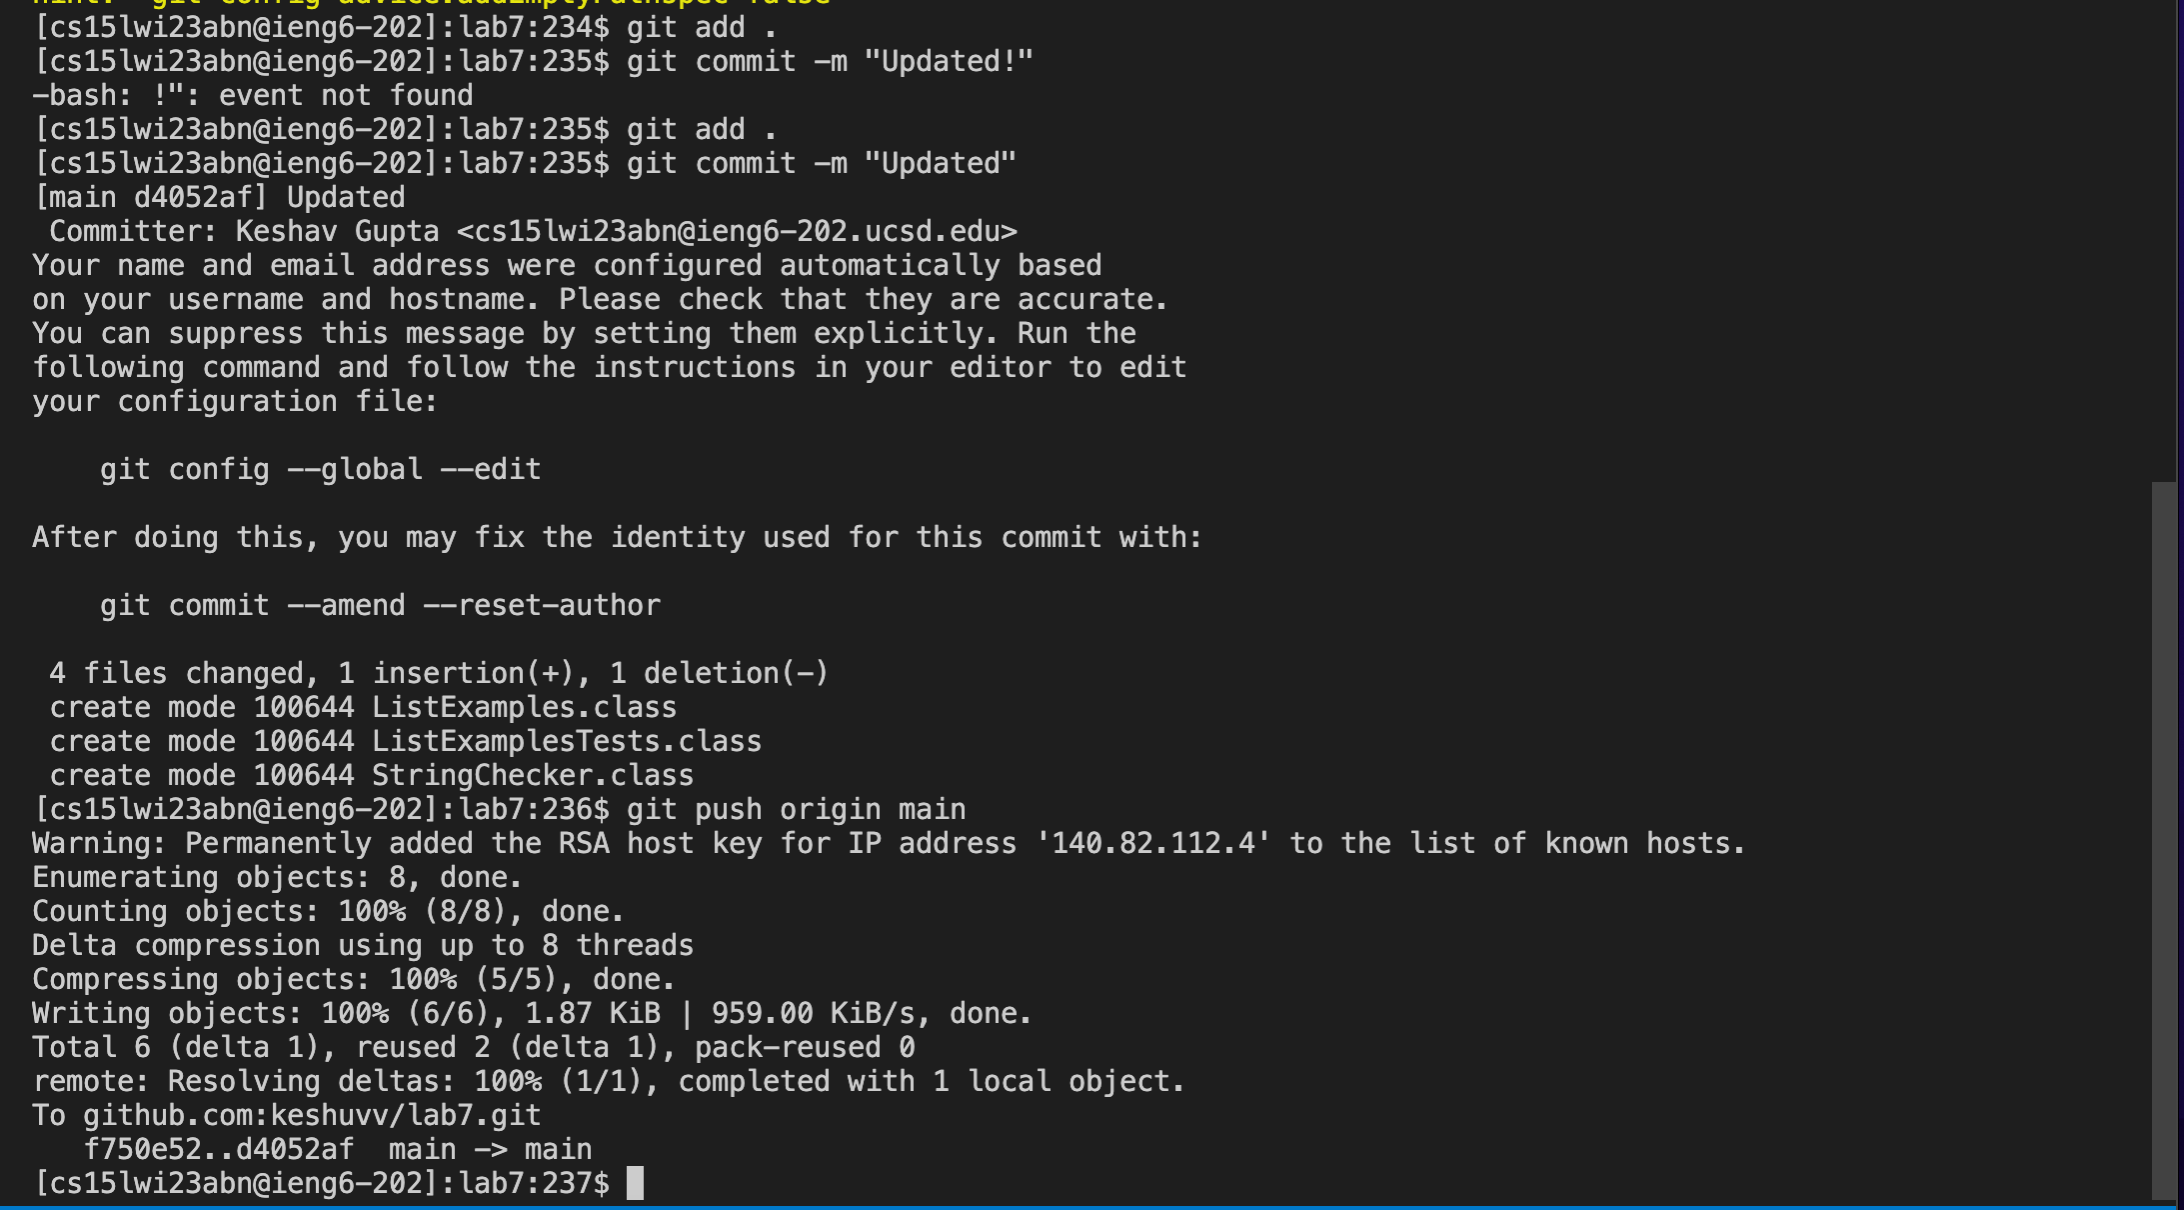 hint: "git config advice.addEmptyPathspec false"
[cs15lwi23abn@ieng6-202]:lab7:234$ git add .
[cs15lwi23abn@ieng6-202]:lab7:235$ git commit -m "Updated!"
-bash: !": event not found
[cs15lwi23abn@ieng6-202]:lab7:235$ git add .
[cs15lwi23abn@ieng6-202]:lab7:235$ git commit -m "Updated"
[main d4052af] Updated
 Committer: Keshav Gupta <cs15lwi23abn@ieng6-202.ucsd.edu>
Your name and email address were configured automatically based
on your username and hostname. Please check that they are accurate.
You can suppress this message by setting them explicitly. Run the
following command and follow the instructions in your editor to edit
your configuration file:

    git config --global --edit

After doing this, you may fix the identity used for this commit with:

    git commit --amend --reset-author

 4 files changed, 1 insertion(+), 1 deletion(-)
 create mode 100644 ListExamples.class
 create mode 100644 ListExamplesTests.class
 create mode 100644 StringChecker.class
[cs15lwi23abn@ieng6-202]:lab7:236$ git push origin main
Warning: Permanently added the RSA host key for IP address '140.82.112.4' to the list of known hosts.
Enumerating objects: 8, done.
Counting objects: 100% (8/8), done.
Delta compression using up to 8 threads
Compressing objects: 100% (5/5), done.
Writing objects: 100% (6/6), 1.87 KiB | 959.00 KiB/s, done.
Total 6 (delta 1), reused 2 (delta 1), pack-reused 0
remote: Resolving deltas: 100% (1/1), completed with 1 local object.
To github.com:keshuvv/lab7.git
   f750e52..d4052af  main -> main
[cs15lwi23abn@ieng6-202]:lab7:237$